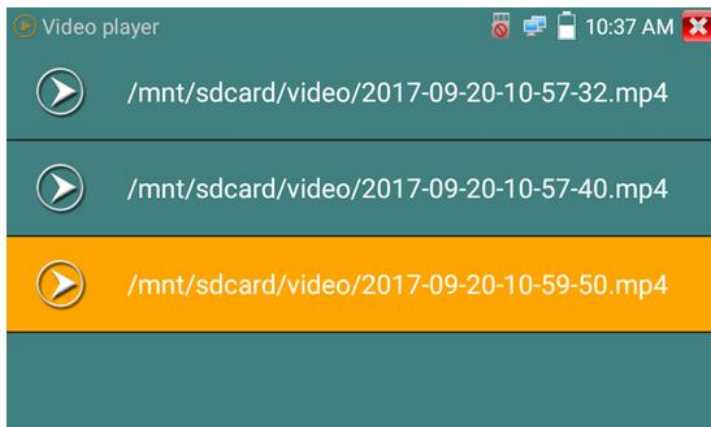 Video player
10:37 AM
/mnt/sdcard/video/2017-09-20-10-57-32.mp4
/mnt/sdcard/video/2017-09-20-10-57-40.mp4
/mnt/sdcard/video/2017-09-20-10-59-50.mp4